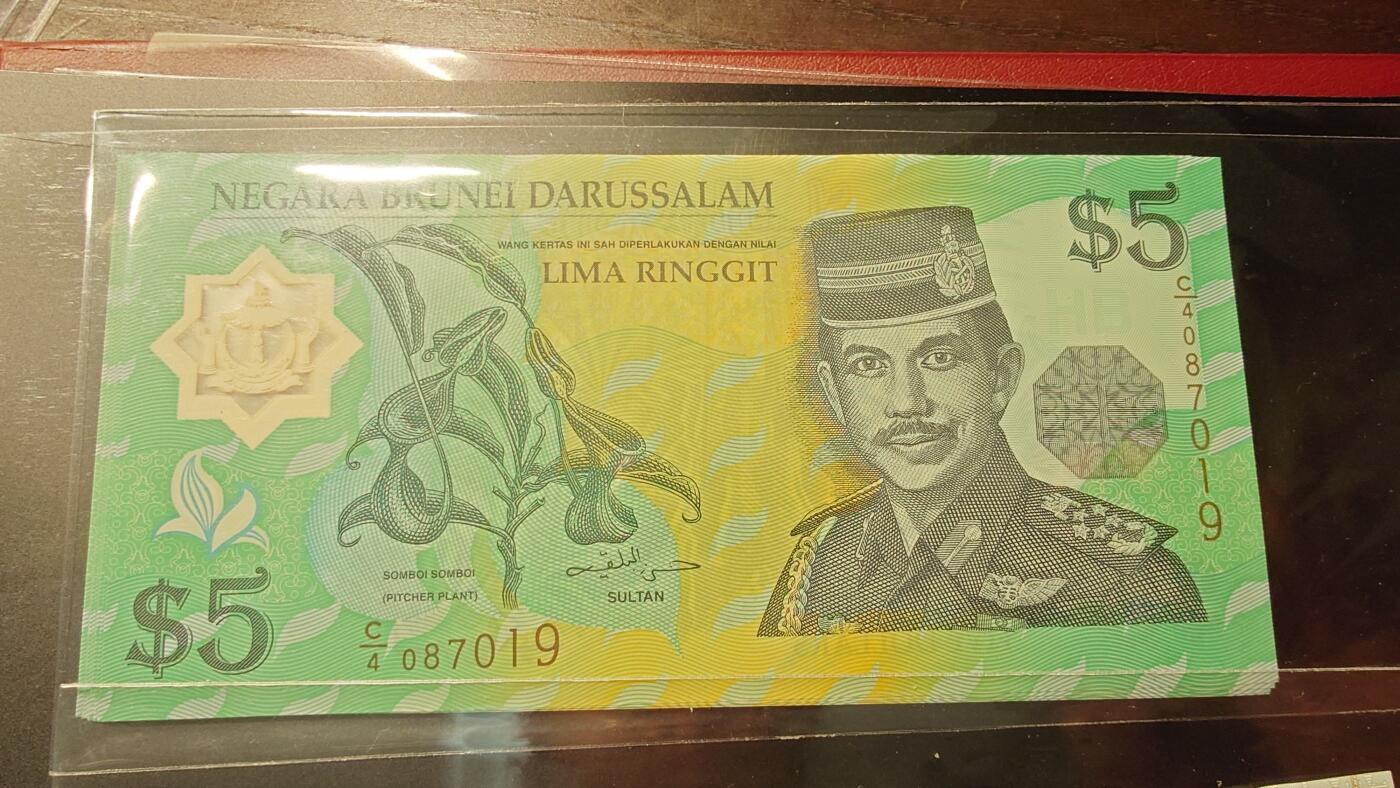 NEGARA BRUNEI DARUSSALAM
WANG KERTAS INI SAH DIPERLAKUKAN DENGAN NILAI
LIMA RINGGIT
$5
C/4 087019
HB
SOMBOI SOMBOI
(PITCHER PLANT)
SULTAN
$5
C/4 087019